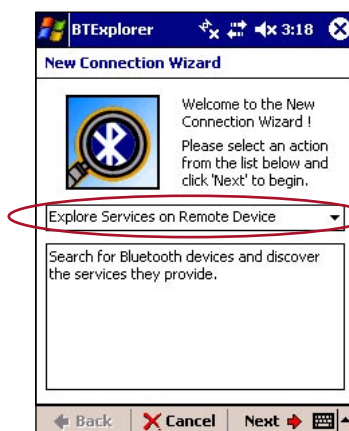 BTExplorer 3:18
New Connection Wizard
Welcome to the New
Connection Wizard !
Please select an action
from the list below and
click 'Next' to begin.
Explore Services on Remote Device
Search for Bluetooth devices and discover
the services they provide.
Back Cancel Next